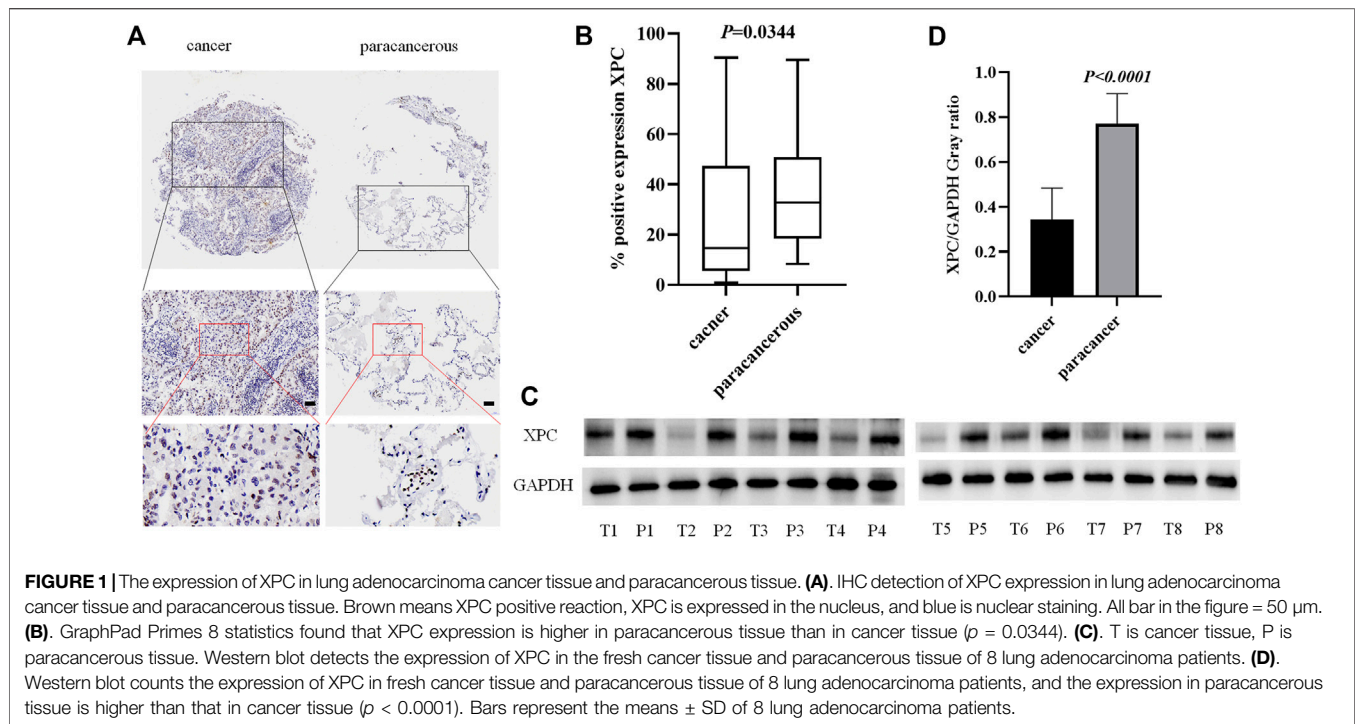 A
cancer
paracancerous
B
P=0.0344
% positive expression XPC
100
80
60
40
20
0
cacner
paracancerous
D
P<0.0001
XPC/GAPDH Gray ratio
1.0
0.8
0.6
0.4
0.2
0.0
cancer
paracancer
C
XPC
GAPDH
T1 P1 T2 P2 T3 P3 T4 P4 T5 P5 T6 P6 T7 P7 T8 P8
FIGURE 1 | The expression of XPC in lung adenocarcinoma cancer tissue and paracancerous tissue. (A). IHC detection of XPC expression in lung adenocarcinoma
cancer tissue and paracancerous tissue. Brown means XPC positive reaction, XPC is expressed in the nucleus, and blue is nuclear staining. All bar in the figure = 50 μm.
(B). GraphPad Primes 8 statistics found that XPC expression is higher in paracancerous tissue than in cancer tissue (p = 0.0344). (C). T is cancer tissue, P is
paracancerous tissue. Western blot detects the expression of XPC in the fresh cancer tissue and paracancerous tissue of 8 lung adenocarcinoma patients. (D).
Western blot counts the expression of XPC in fresh cancer tissue and paracancerous tissue of 8 lung adenocarcinoma patients, and the expression in paracancerous
tissue is higher than that in cancer tissue (p < 0.0001). Bars represent the means ± SD of 8 lung adenocarcinoma patients.